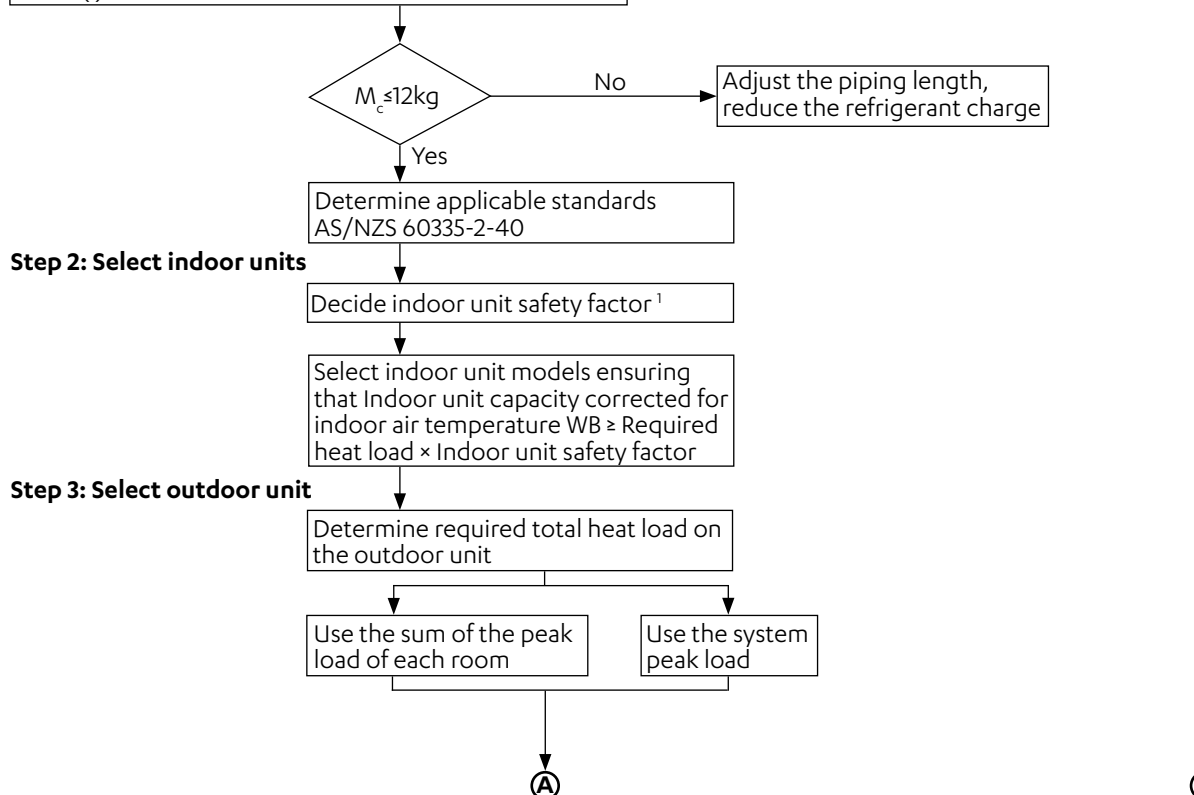 M꜀≤12kg
No
Adjust the piping length,
reduce the refrigerant charge
Yes
Determine applicable standards
AS/NZS 60335-2-40
Step 2: Select indoor units
Decide indoor unit safety factor ¹
Select indoor unit models ensuring
that Indoor unit capacity corrected for
indoor air temperature WB ≥ Required
heat load × Indoor unit safety factor
Step 3: Select outdoor unit
Determine required total heat load on
the outdoor unit
Use the sum of the peak
load of each room
Use the system
peak load
A